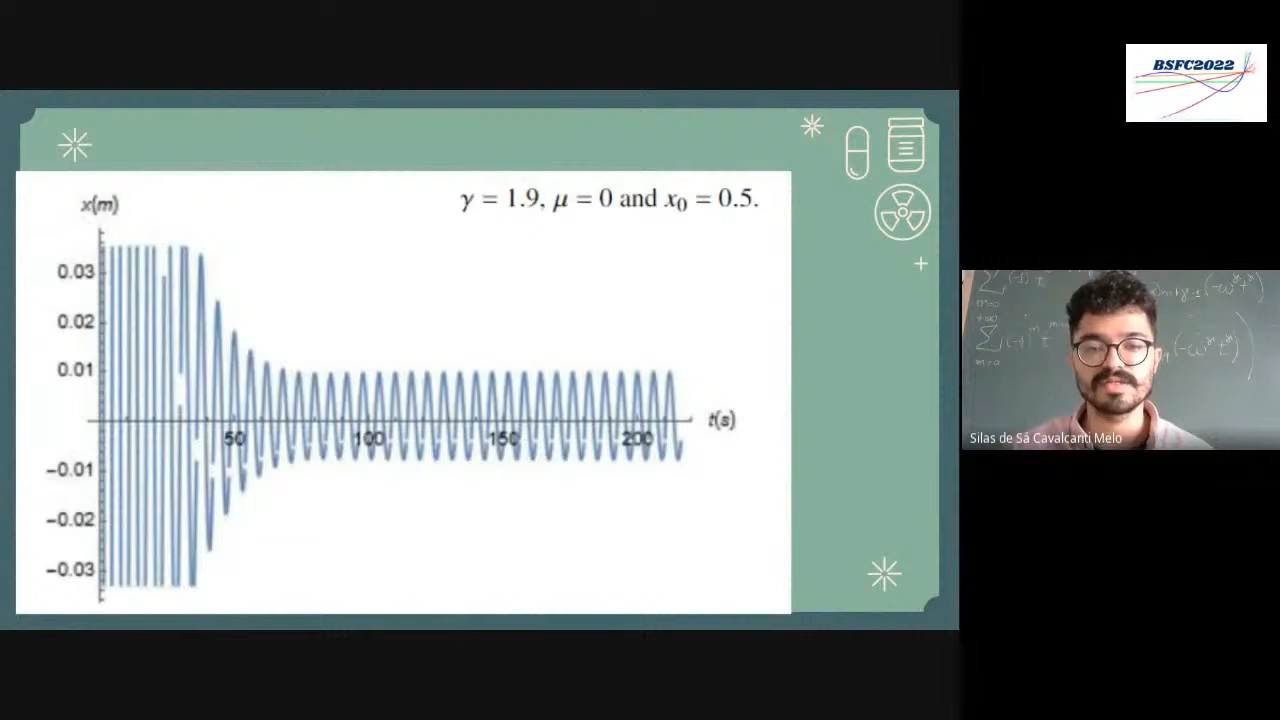 BSFC2022
γ = 1.9, μ = 0 and x₀ = 0.5.
x(m)
0.03
0.02
0.01
50
100
150
200
t(s)
−0.01
−0.02
−0.03
Silas de Sá Cavalcanti Melo